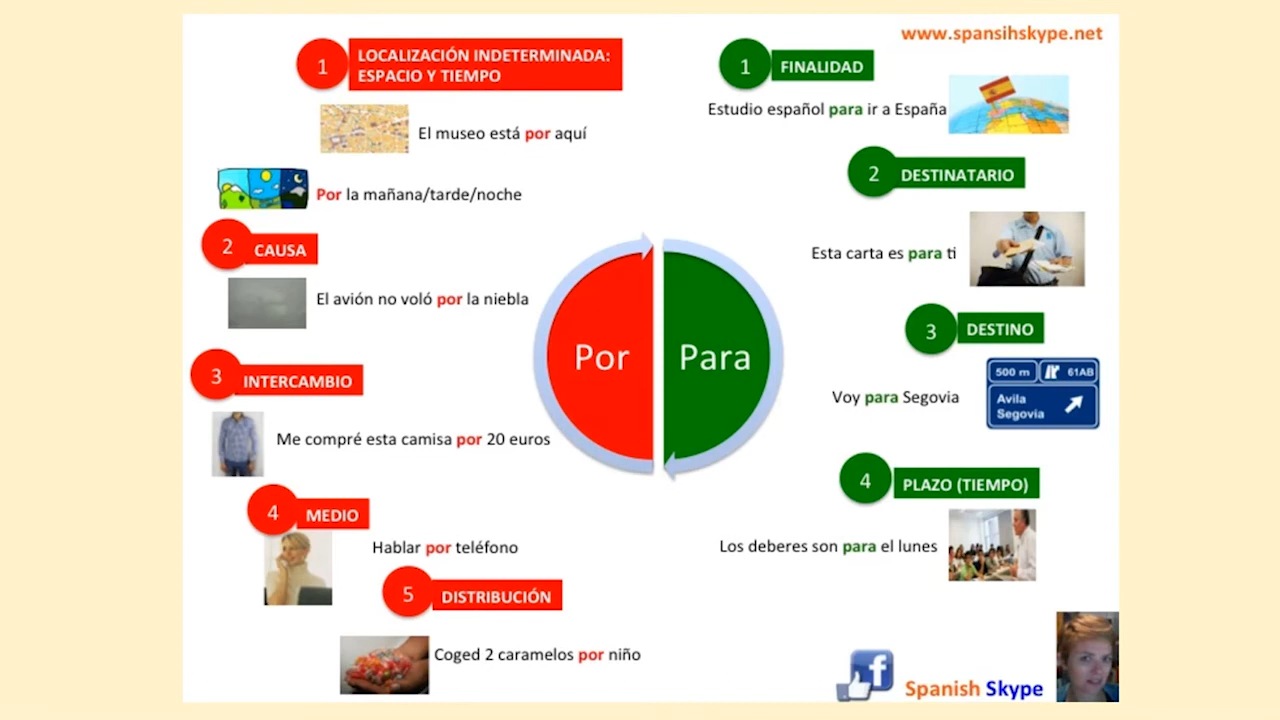 www.spansihskype.net
1
LOCALIZACIÓN INDETERMINADA:
ESPACIO Y TIEMPO
El museo está por aquí
Por la mañana/tarde/noche
2
CAUSA
El avión no voló por la niebla
3
INTERCAMBIO
Me compré esta camisa por 20 euros
4
MEDIO
Hablar por teléfono
5
DISTRIBUCIÓN
Coged 2 caramelos por niño
Por
Para
1
FINALIDAD
Estudio español para ir a España
2
DESTINATARIO
Esta carta es para ti
3
DESTINO
500 m
61AB
Avila
Segovia
Voy para Segovia
4
PLAZO (TIEMPO)
Los deberes son para el lunes
f
Spanish Skype